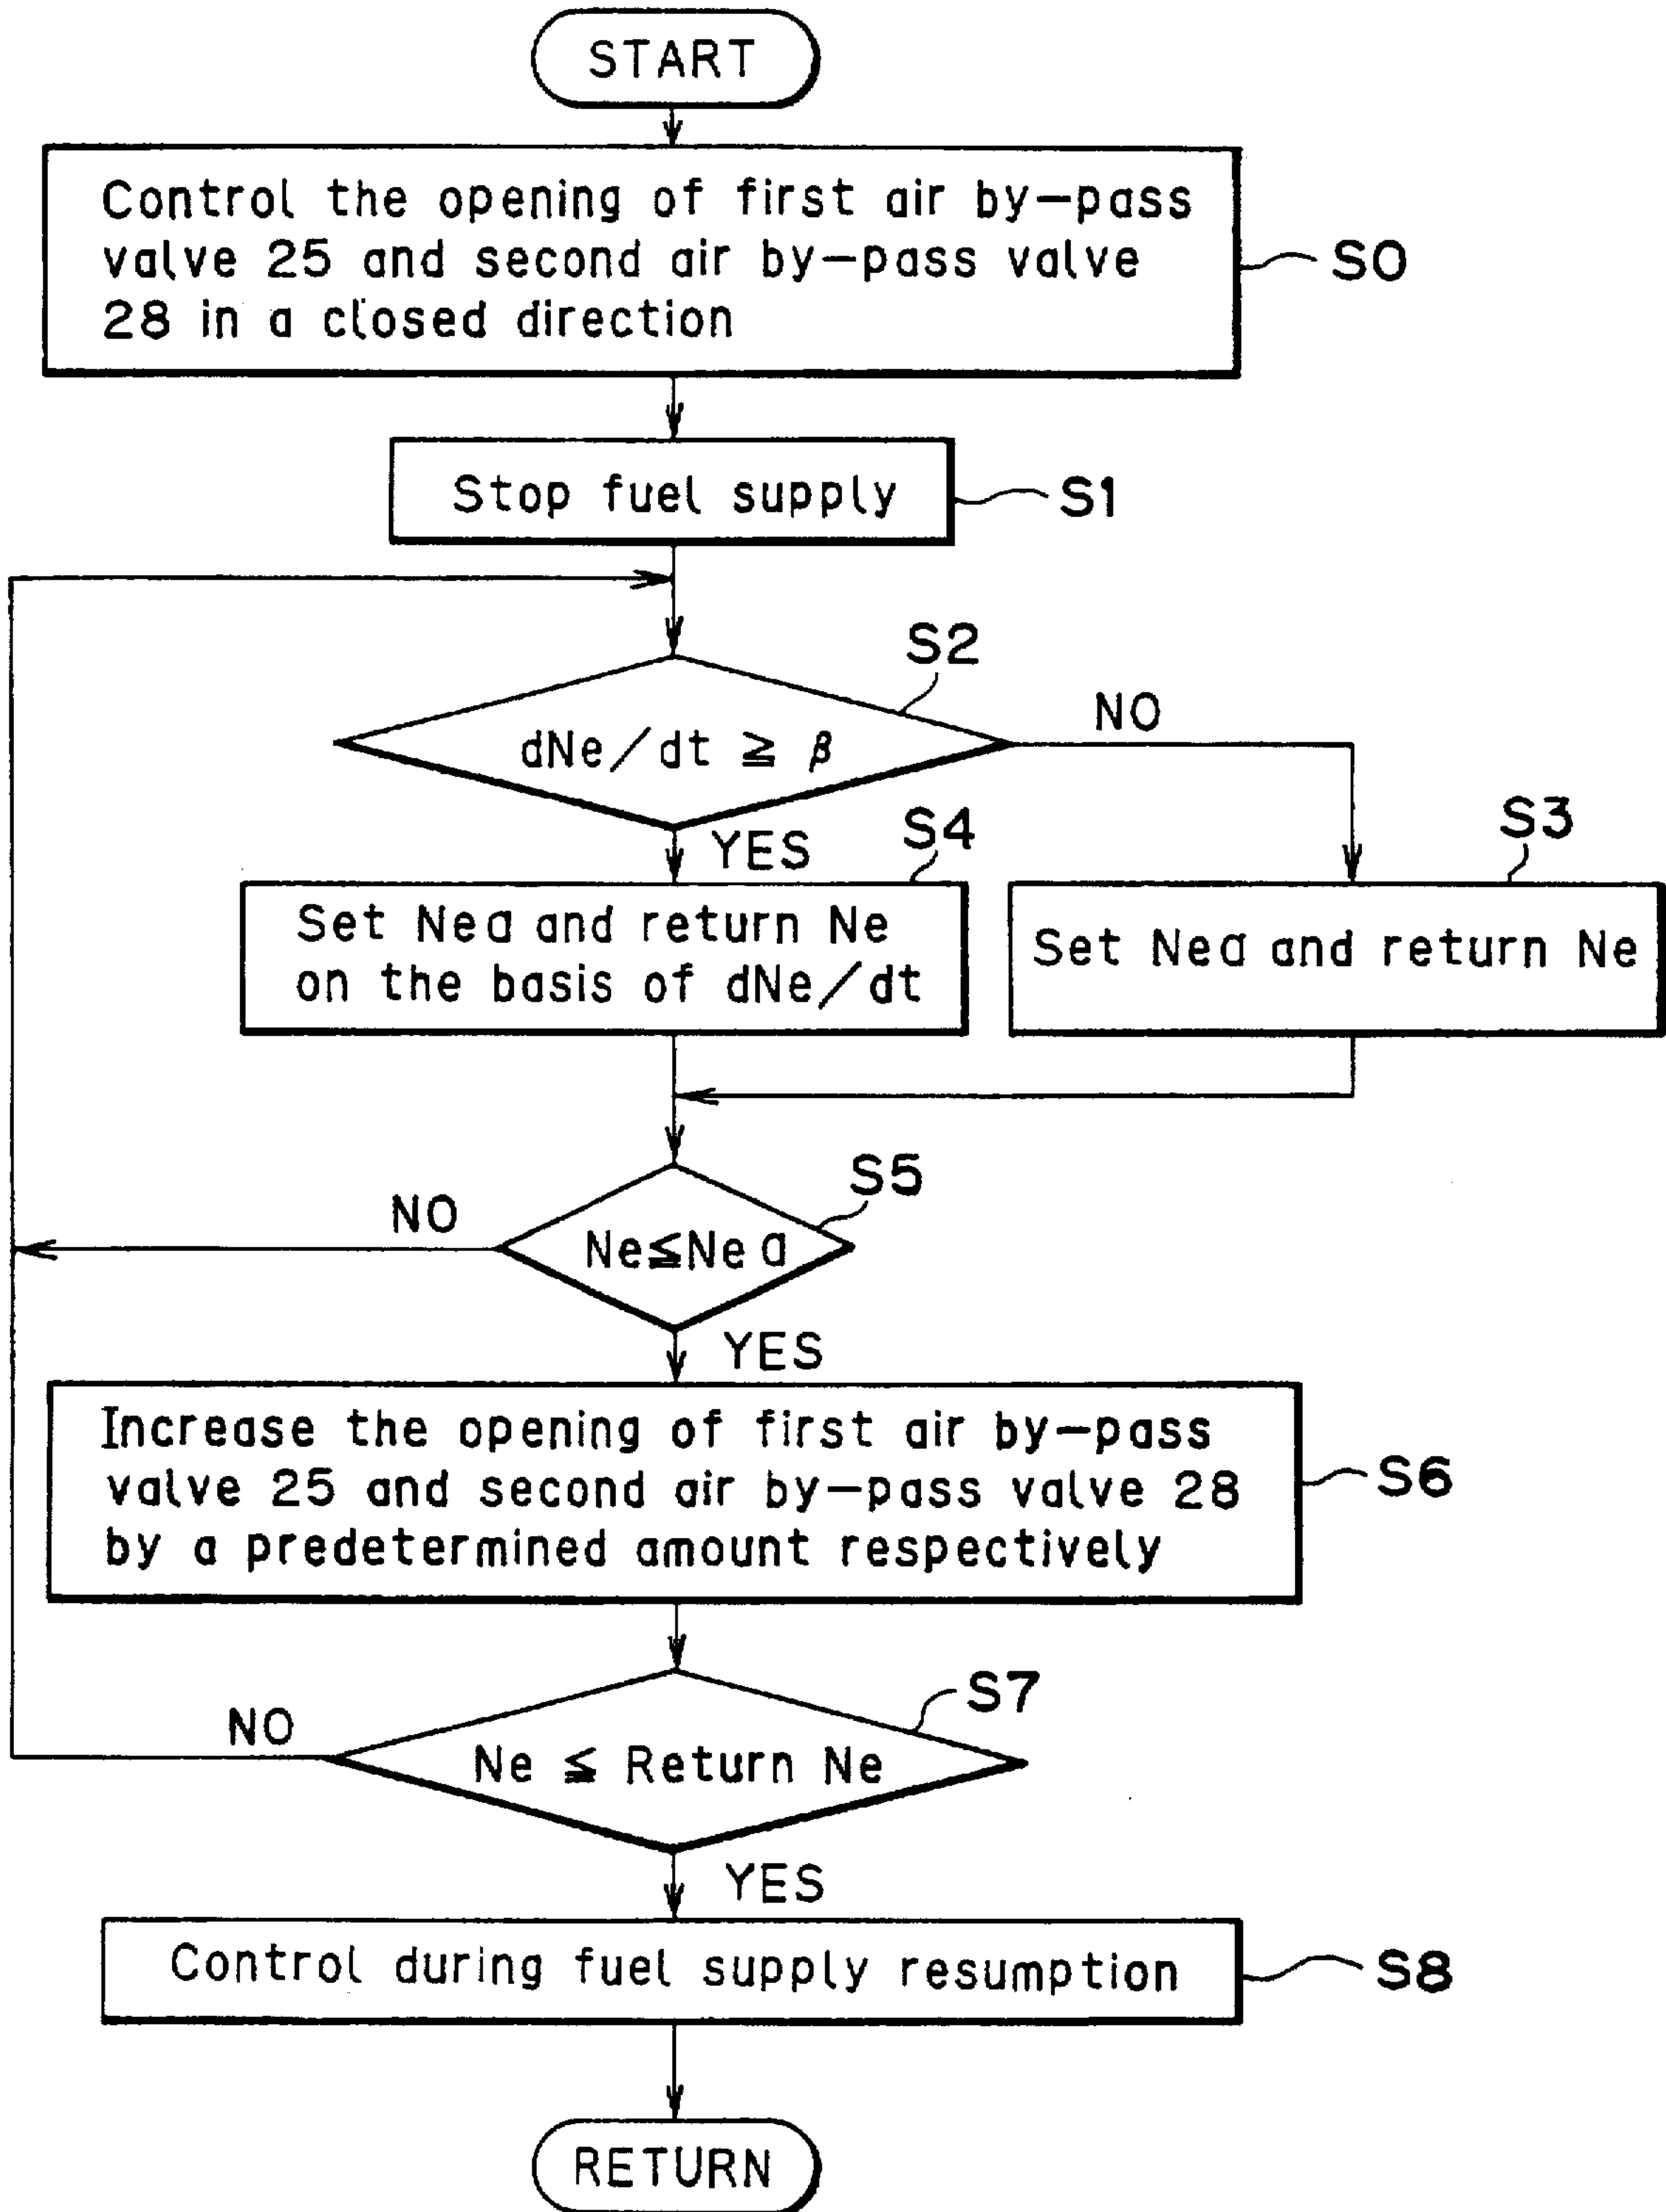 START
Control the opening of first air by-pass
valve 25 and second air by-pass valve
28 in a closed direction
S0
Stop fuel supply
S1
S2
dNe/dt ≧ β
NO
YES
S4
S3
Set Nea and return Ne
on the basis of dNe/dt
Set Nea and return Ne
S5
NO
Ne≦Nea
YES
Increase the opening of first air by-pass
valve 25 and second air by-pass valve 28
by a predetermined amount respectively
S6
S7
NO
Ne ≦ Return Ne
YES
Control during fuel supply resumption
S8
RETURN